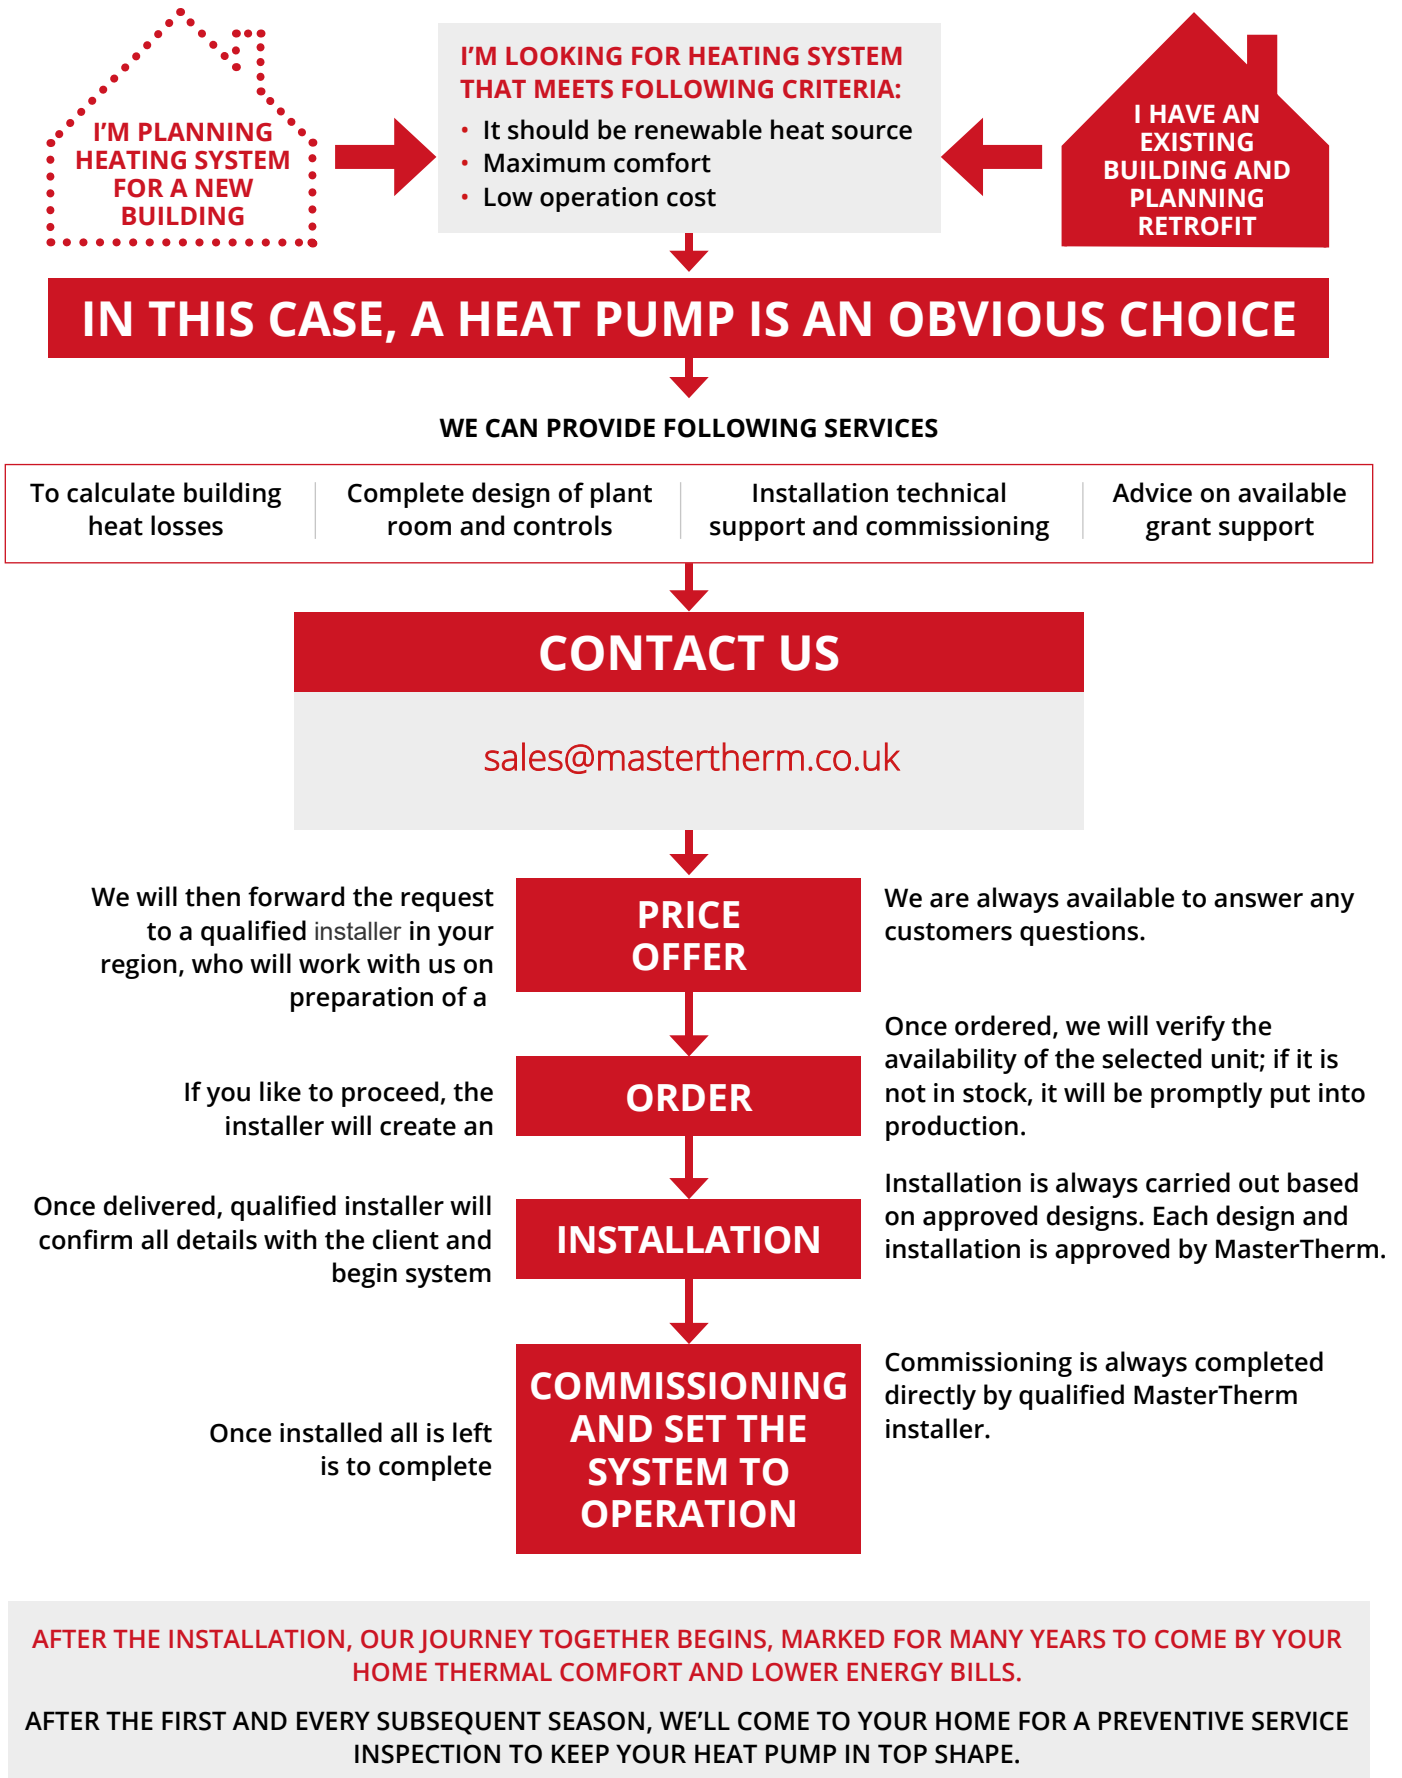 I'M PLANNING
HEATING SYSTEM
FOR A NEW
BUILDING
I'M LOOKING FOR HEATING SYSTEM
THAT MEETS FOLLOWING CRITERIA:
• It should be renewable heat source
• Maximum comfort
• Low operation cost
I HAVE AN
EXISTING
BUILDING AND
PLANNING
RETROFIT
IN THIS CASE, A HEAT PUMP IS AN OBVIOUS CHOICE
WE CAN PROVIDE FOLLOWING SERVICES
To calculate building
heat losses
Complete design of plant
room and controls
Installation technical
support and commissioning
Advice on available
grant support
CONTACT US
sales@mastertherm.co.uk
We will then forward the request
to a qualified installer in your
region, who will work with us on
preparation of a
PRICE
OFFER
We are always available to answer any
customers questions.
If you like to proceed, the
installer will create an
ORDER
Once ordered, we will verify the
availability of the selected unit; if it is
not in stock, it will be promptly put into
production.
Once delivered, qualified installer will
confirm all details with the client and
begin system
INSTALLATION
Installation is always carried out based
on approved designs. Each design and
installation is approved by MasterTherm.
Once installed all is left
is to complete
COMMISSIONING
AND SET THE
SYSTEM TO
OPERATION
Commissioning is always completed
directly by qualified MasterTherm
installer.
AFTER THE INSTALLATION, OUR JOURNEY TOGETHER BEGINS, MARKED FOR MANY YEARS TO COME BY YOUR
HOME THERMAL COMFORT AND LOWER ENERGY BILLS.
AFTER THE FIRST AND EVERY SUBSEQUENT SEASON, WE'LL COME TO YOUR HOME FOR A PREVENTIVE SERVICE
INSPECTION TO KEEP YOUR HEAT PUMP IN TOP SHAPE.